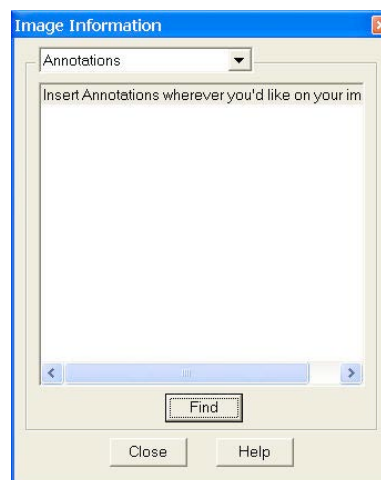 Image Information
Annotations
Insert Annotations wherever you'd like on your im
Find
Close
Help